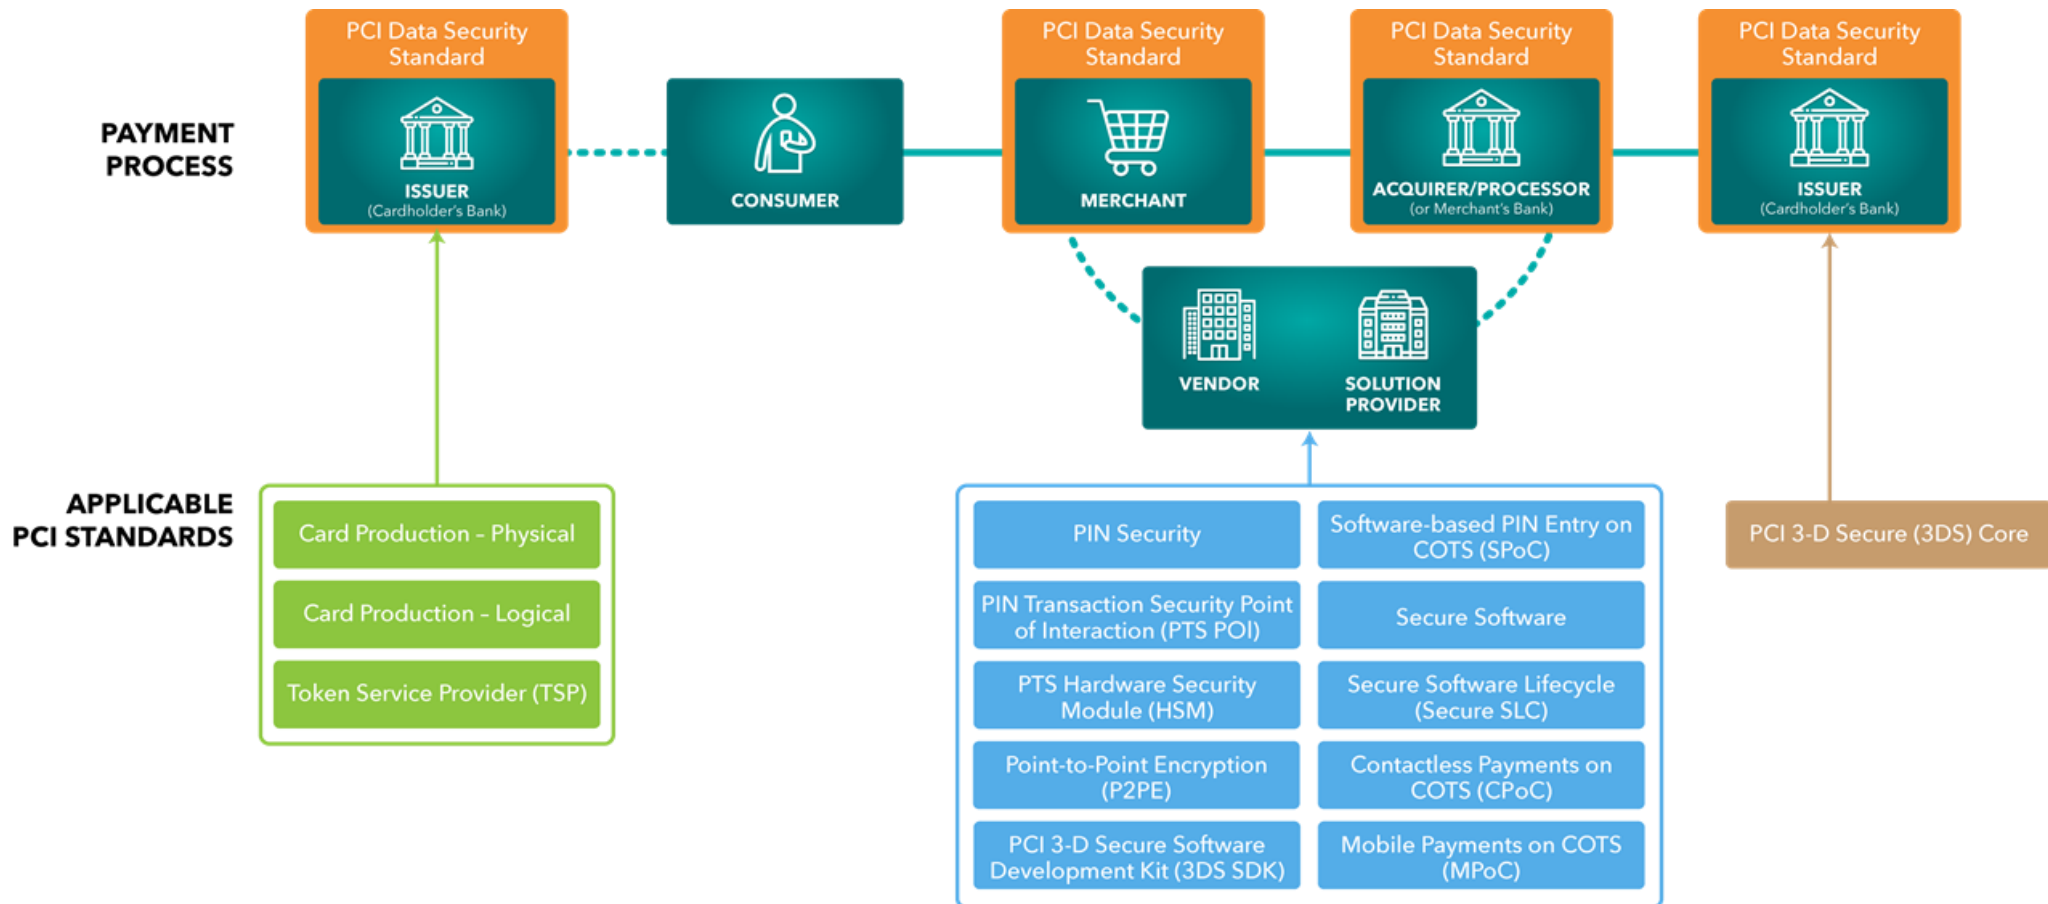 PCI Data Security
Standard
ISSUER
(Cardholder's Bank)
CONSUMER
PCI Data Security
Standard
MERCHANT
PCI Data Security
Standard
ACQUIRER/PROCESSOR
(or Merchant's Bank)
PCI Data Security
Standard
ISSUER
(Cardholder's Bank)
PAYMENT
PROCESS
VENDOR
SOLUTION
PROVIDER
APPLICABLE
PCI STANDARDS
Card Production – Physical
Card Production – Logical
Token Service Provider (TSP)
PIN Security
PIN Transaction Security Point
of Interaction (PTS POI)
PTS Hardware Security
Module (HSM)
Point-to-Point Encryption
(P2PE)
PCI 3-D Secure Software
Development Kit (3DS SDK)
Software-based PIN Entry on
COTS (SPoC)
Secure Software
Secure Software Lifecycle
(Secure SLC)
Contactless Payments on
COTS (CPoC)
Mobile Payments on COTS
(MPoC)
PCI 3-D Secure (3DS) Core